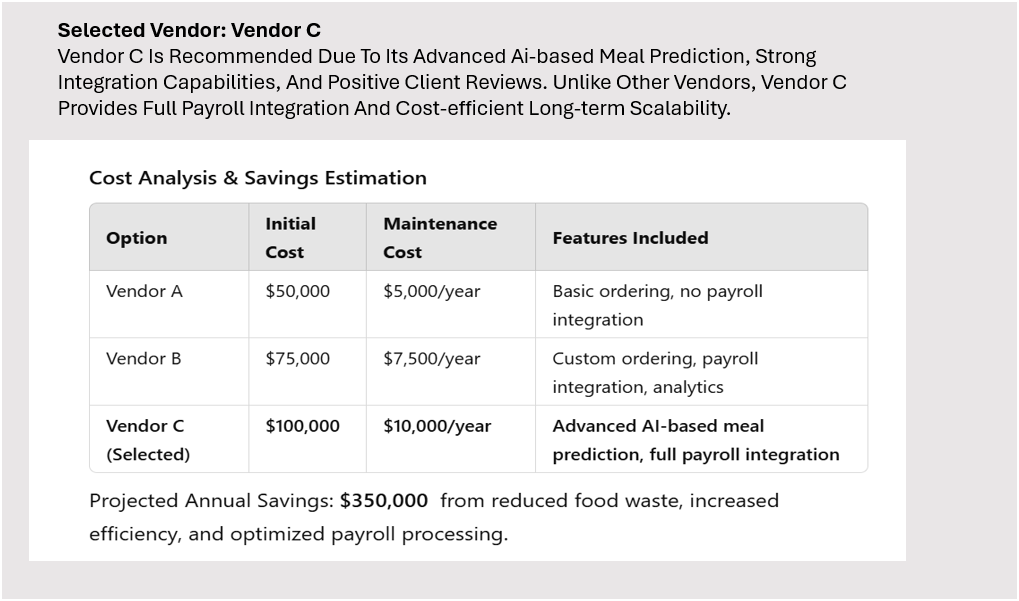 Selected Vendor: Vendor C
Vendor C Is Recommended Due To Its Advanced Ai-based Meal Prediction, Strong
Integration Capabilities, And Positive Client Reviews. Unlike Other Vendors, Vendor C
Provides Full Payroll Integration And Cost-efficient Long-term Scalability.
Cost Analysis & Savings Estimation
Option
Initial
Cost
Maintenance
Cost
Features Included
Vendor A
$50,000
$5,000/year
Basic ordering, no payroll
integration
Vendor B
$75,000
$7,500/year
Custom ordering, payroll
integration, analytics
Vendor C
(Selected)
$100,000
$10,000/year
Advanced AI-based meal
prediction, full payroll integration
Projected Annual Savings: $350,000 from reduced food waste, increased
efficiency, and optimized payroll processing.